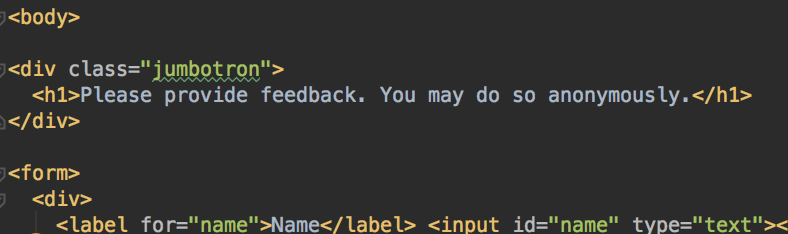 <body>
<div class="jumbotron">
<h1>Please provide feedback. You may do so anonymously.</h1>
</div>
<form>
<div>
<label for="name">Name</label> <input id="name" type="text"><